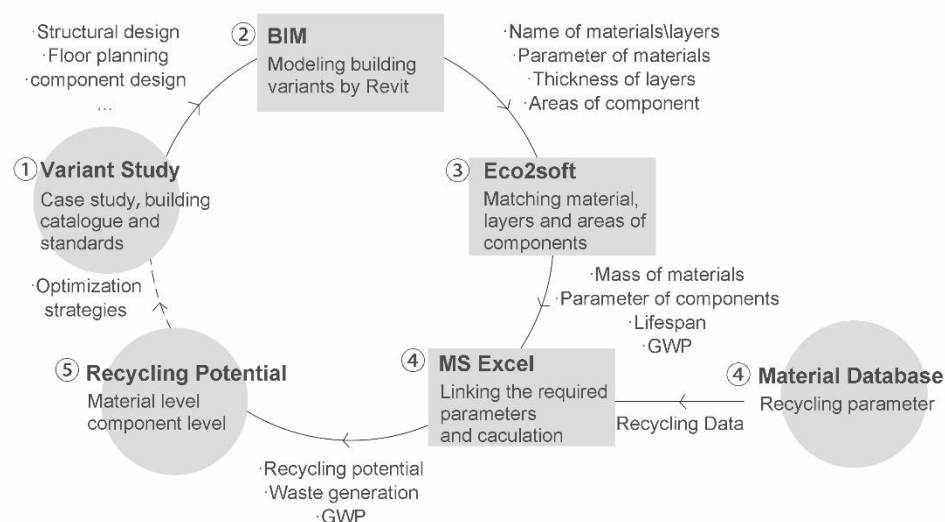 ·Structural design
·Floor planning
·component design
...
② BIM
Modeling building
variants by Revit
·Name of materials\layers
·Parameter of materials
·Thickness of layers
·Areas of component
① Variant Study
Case study, building
catalogue and
standards
③ Eco2soft
Matching material,
layers and areas of
components
·Optimization
strategies
·Mass of materials
·Parameter of components
·Lifespan
·GWP
⑤ Recycling Potential
Material level
component level
④ MS Excel
Linking the required
parameters
and caculation
Recycling Data
④ Material Database
Recycling parameter
·Recycling potential
·Waste generation
·GWP